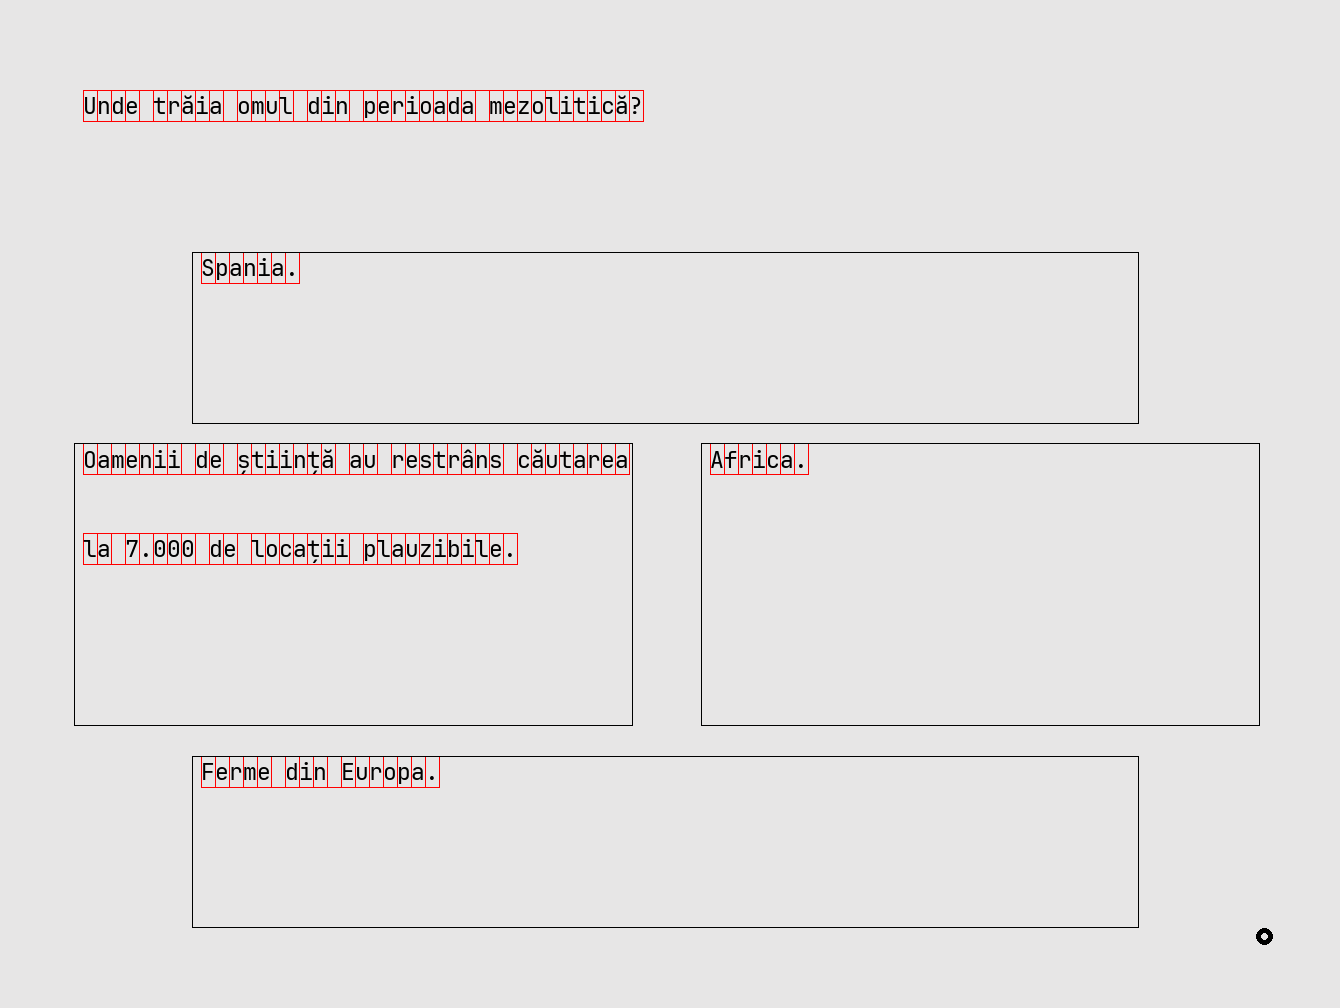 Unde trăia omul din perioada mezolitică?
Spania.
Oamenii de știință au restrâns căutarea
la 7.000 de locații plauzibile.
Africa.
Ferme din Europa.